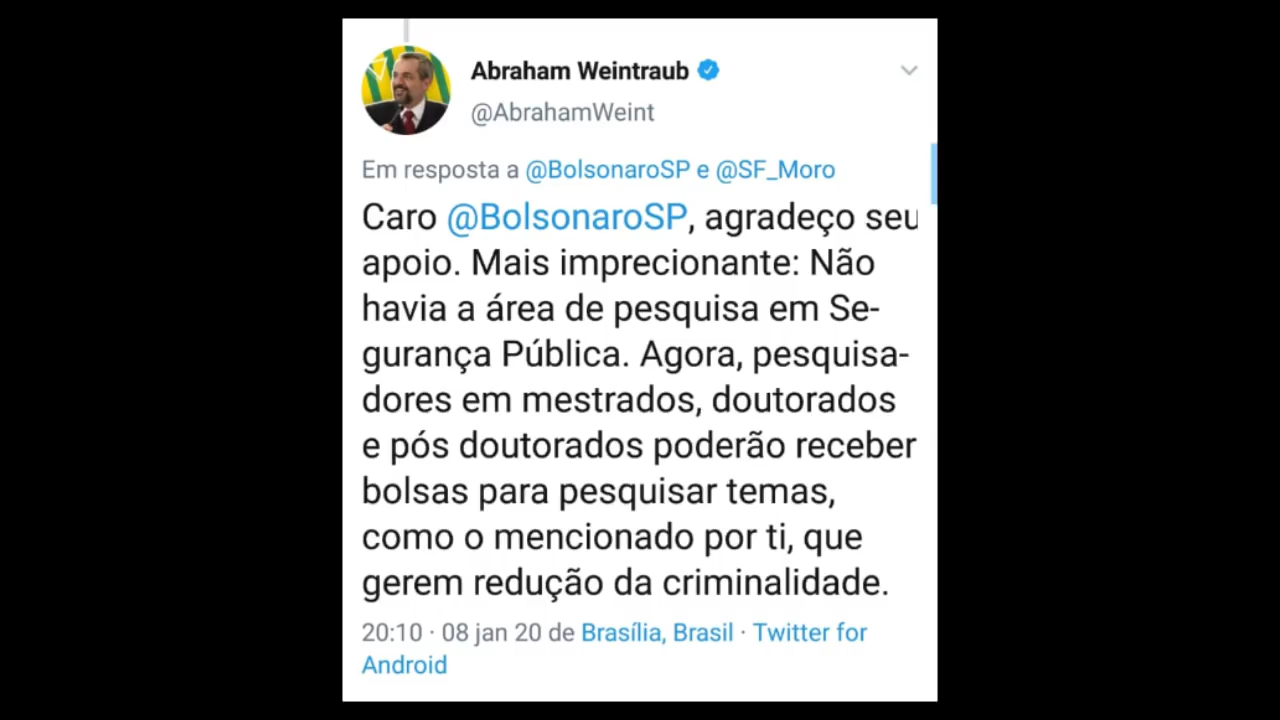 Abraham Weintraub
@AbrahamWeint
Em resposta a @BolsonaroSP e @SF_Moro
Caro @BolsonaroSP, agradeço seu
apoio. Mais imprecionante: Não
havia a área de pesquisa em Se-
gurança Pública. Agora, pesquisa-
dores em mestrados, doutorados
e pós doutorados poderão receber
bolsas para pesquisar temas,
como o mencionado por ti, que
gerem redução da criminalidade.
20:10 · 08 jan 20 de Brasília, Brasil · Twitter for
Android